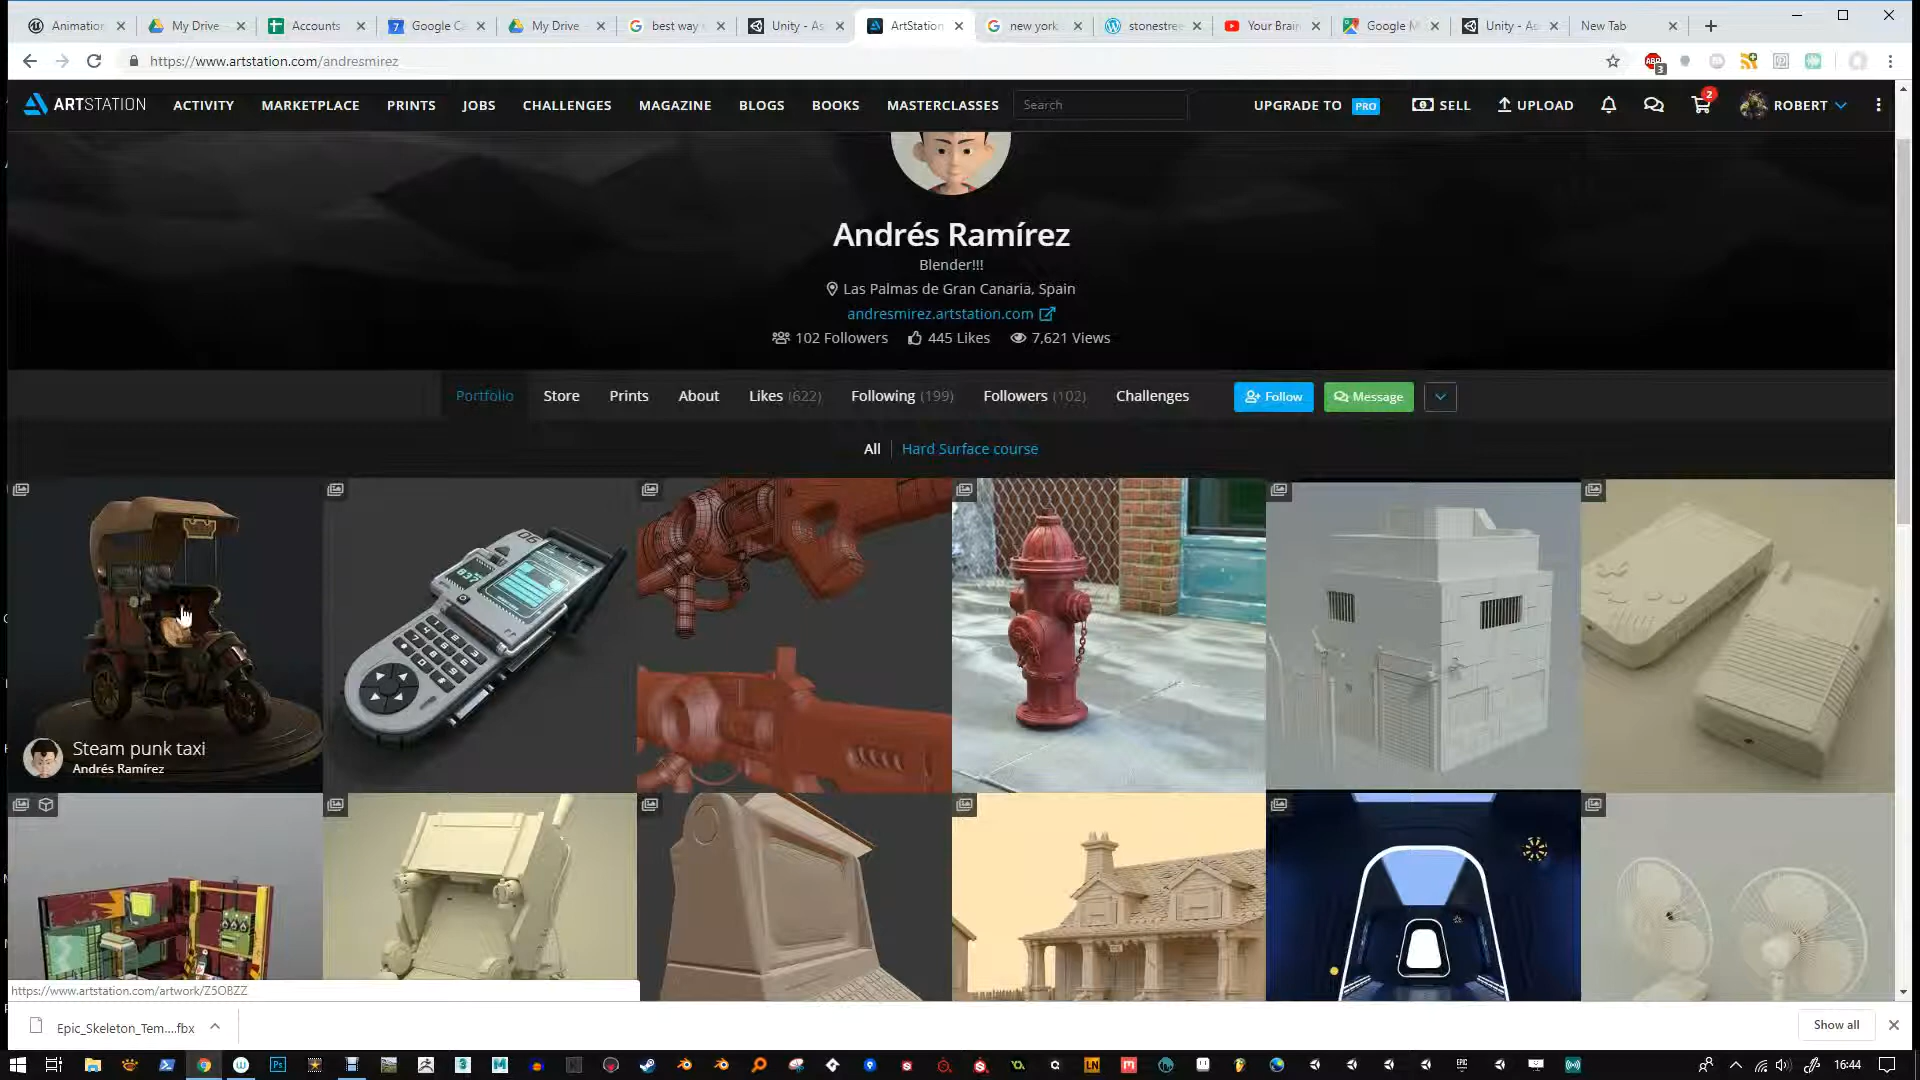 Animation
My Drive
Accounts
Google Ca
My Drive
best way
Unity - As
ArtStation
new york
stonestree
Your Brain
Google M
Unity - As
New Tab
https://www.artstation.com/andresmirez
3
ARTSTATION
ACTIVITY
MARKETPLACE
PRINTS
JOBS
CHALLENGES
MAGAZINE
BLOGS
BOOKS
MASTERCLASSES
Search
UPGRADE TO PRO
SELL
UPLOAD
2
ROBERT
Andrés Ramírez
Blender!!!
Las Palmas de Gran Canaria, Spain
andresmirez.artstation.com
102 Followers 445 Likes 7,621 Views
Portfolio
Store
Prints
About
Likes (622)
Following (199)
Followers (102)
Challenges
Follow
Message
All
Hard Surface course
Steam punk taxi
Andrés Ramírez
https://www.artstation.com/artwork/Z5O8ZZ
Epic_Skeleton_Tem....fbx
Show all
16:44